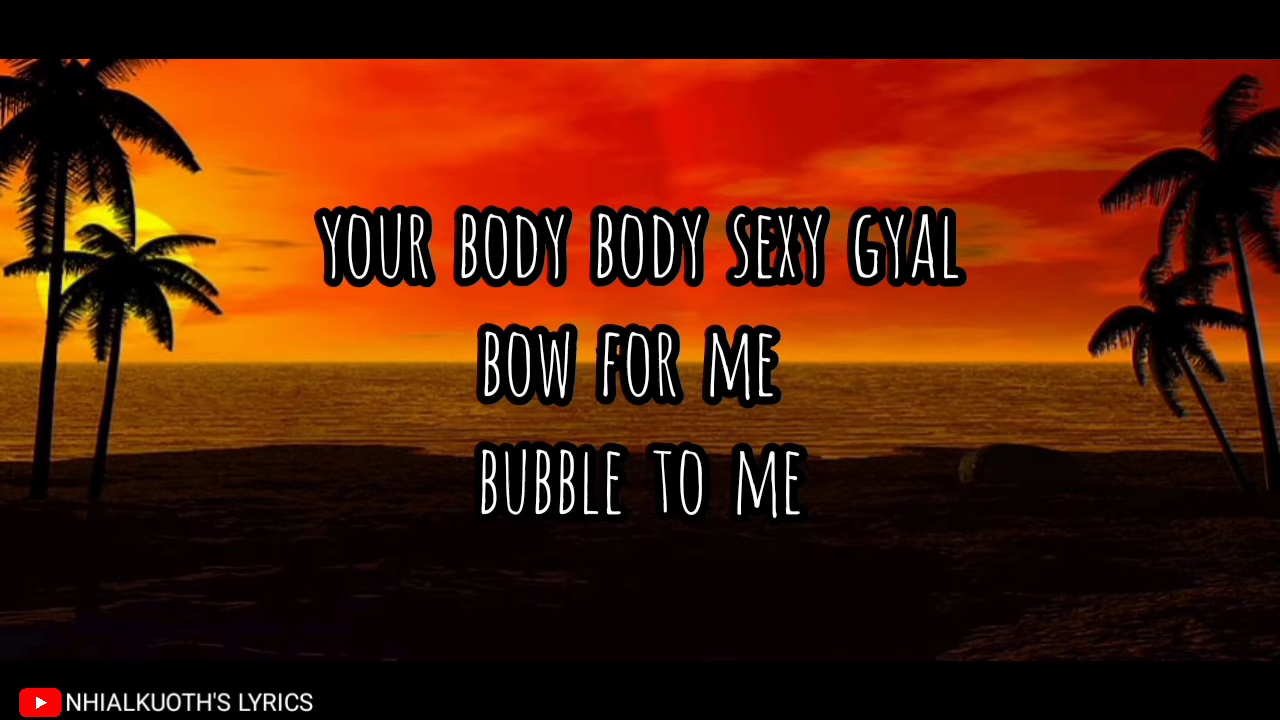 YOUR BODY BODY SEXY GYAL
BOW FOR ME
BUBBLE TO ME
NHIALKUOTH'S LYRICS